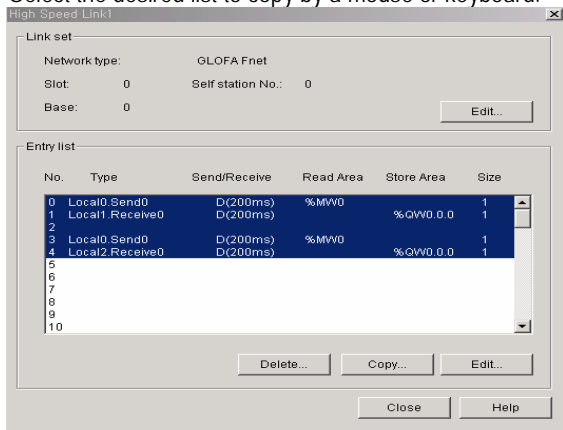 Select the desired list to copy by a mouse or keyboard.
High Speed Link1
Link set
Network type: GLOFA Fnet
Slot: 0 Self station No.: 0
Base: 0
Edit...
Entry list
No. Type Send/Receive Read Area Store Area Size
0 Local0.Send0 D(200ms) %MW0 1
1 Local1.Receive0 D(200ms) %QW0.0.0 1
2
3 Local0.Send0 D(200ms) %MW0 1
4 Local2.Receive0 D(200ms) %QW0.0.0 1
5
6
7
8
9
10
Delete... Copy... Edit...
Close Help